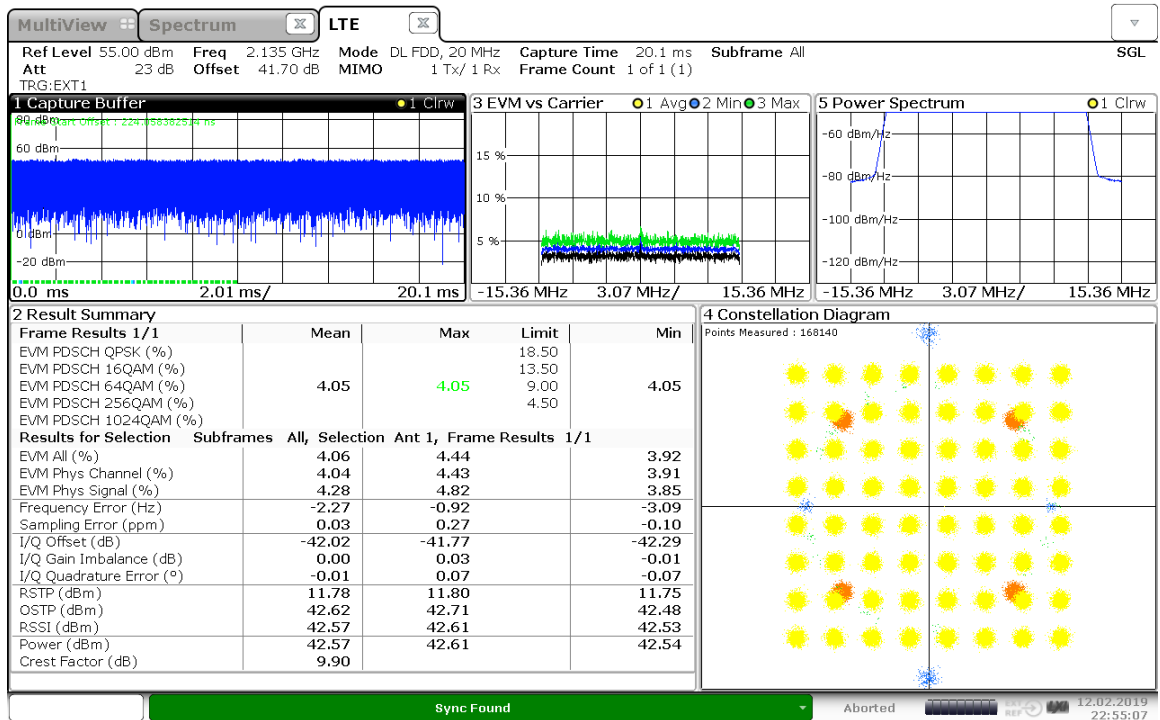 MultiView Spectrum LTE
Ref Level 55.00 dBm Freq 2.135 GHz Mode DL FDD, 20 MHz Capture Time 20.1 ms Subframe All SGL
Att 23 dB Offset 41.70 dB MIMO 1 Tx/ 1 Rx Frame Count 1 of 1 (1)
TRG:EXT1
1 Capture Buffer 1 Clrw
80 dBm
Frame Start Offset : 224.058382514 ns
60 dBm
0 dBm
-20 dBm
0.0 ms 2.01 ms/ 20.1 ms
3 EVM vs Carrier 1 Avg 2 Min 3 Max
15 %
10 %
5 %
-15.36 MHz 3.07 MHz/ 15.36 MHz
5 Power Spectrum 1 Clrw
-60 dBm/Hz
-80 dBm/Hz
-100 dBm/Hz
-120 dBm/Hz
-15.36 MHz 3.07 MHz/ 15.36 MHz
2 Result Summary
Frame Results 1/1 Mean Max Limit Min
EVM PDSCH QPSK (%) 18.50
EVM PDSCH 16QAM (%) 13.50
EVM PDSCH 64QAM (%) 4.05 4.05 9.00 4.05
EVM PDSCH 256QAM (%) 4.50
EVM PDSCH 1024QAM (%)
Results for Selection Subframes All, Selection Ant 1, Frame Results 1/1
EVM All (%) 4.06 4.44 3.92
EVM Phys Channel (%) 4.04 4.43 3.91
EVM Phys Signal (%) 4.28 4.82 3.85
Frequency Error (Hz) -2.27 -0.92 -3.09
Sampling Error (ppm) 0.03 0.27 -0.10
I/Q Offset (dB) -42.02 -41.77 -42.29
I/Q Gain Imbalance (dB) 0.00 0.03 -0.01
I/Q Quadrature Error (°) -0.01 0.07 -0.07
RSTP (dBm) 11.78 11.80 11.75
OSTP (dBm) 42.62 42.71 42.48
RSSI (dBm) 42.57 42.61 42.53
Power (dBm) 42.57 42.61 42.54
Crest Factor (dB) 9.90
4 Constellation Diagram
Points Measured : 168140
Sync Found
Aborted
EXT
REF
12.02.2019
22:55:07